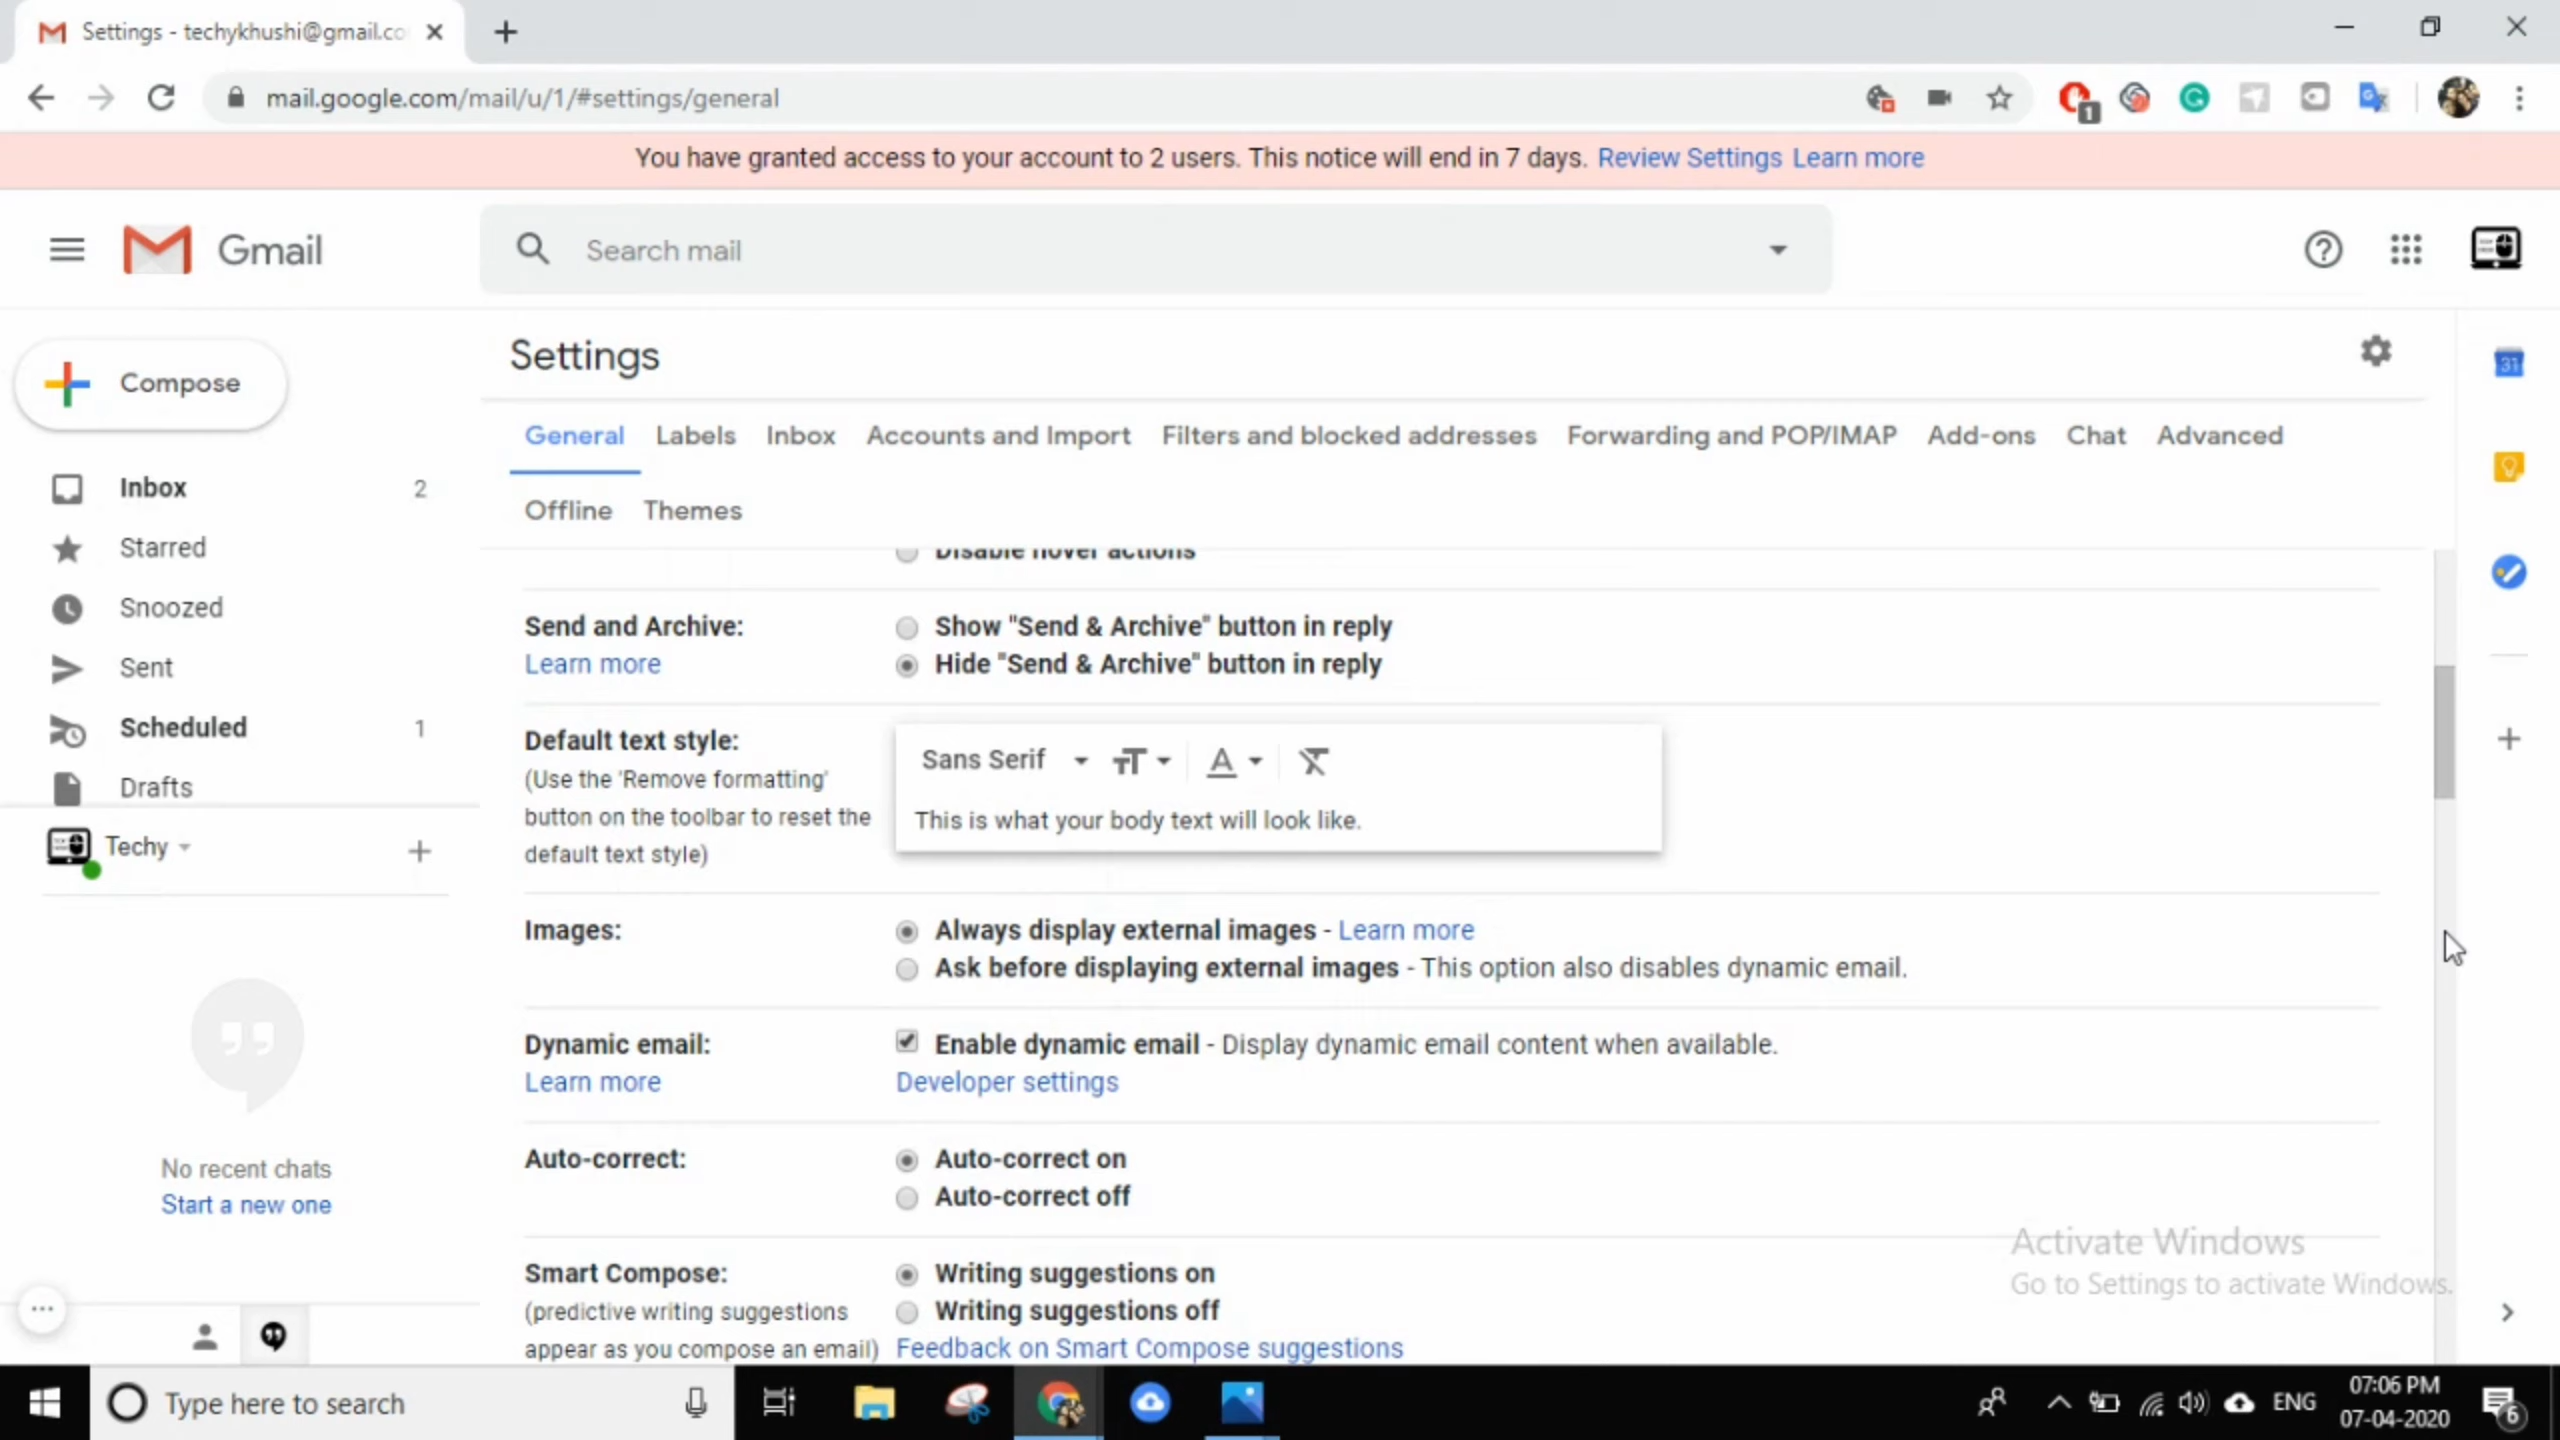 Settings - techykhushi@gmail.co
mail.google.com/mail/u/1/#settings/general
1
You have granted access to your account to 2 users. This notice will end in 7 days. Review Settings Learn more
Gmail
Search mail
Compose
Inbox 2
Starred
Snoozed
Sent
Scheduled 1
Drafts
Techy
No recent chats
Start a new one
Settings
General Labels Inbox Accounts and Import Filters and blocked addresses Forwarding and POP/IMAP Add-ons Chat Advanced
Offline Themes
Disable hover actions
Send and Archive:
Learn more
Show "Send & Archive" button in reply
Hide "Send & Archive" button in reply
Default text style:
(Use the 'Remove formatting'
button on the toolbar to reset the
default text style)
Sans Serif
This is what your body text will look like.
Images:
Always display external images - Learn more
Ask before displaying external images - This option also disables dynamic email.
Dynamic email:
Learn more
Enable dynamic email - Display dynamic email content when available.
Developer settings
Auto-correct:
Auto-correct on
Auto-correct off
Smart Compose:
(predictive writing suggestions
appear as you compose an email)
Writing suggestions on
Writing suggestions off
Feedback on Smart Compose suggestions
31
Activate Windows
Go to Settings to activate Windows.
Type here to search
ENG
07:06 PM
07-04-2020
6